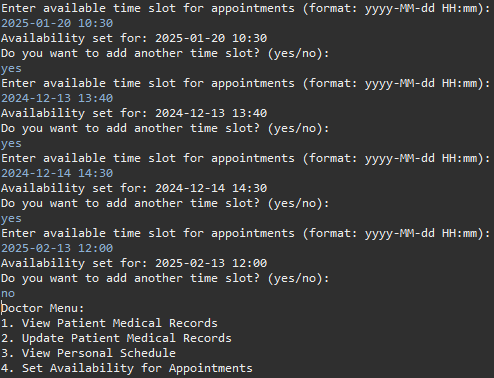 Enter available time slot for appointments (format: yyyy-MM-dd HH:mm):
2025-01-20 10:30
Availability set for: 2025-01-20 10:30
Do you want to add another time slot? (yes/no):
yes
Enter available time slot for appointments (format: yyyy-MM-dd HH:mm):
2024-12-13 13:40
Availability set for: 2024-12-13 13:40
Do you want to add another time slot? (yes/no):
yes
Enter available time slot for appointments (format: yyyy-MM-dd HH:mm):
2024-12-14 14:30
Availability set for: 2024-12-14 14:30
Do you want to add another time slot? (yes/no):
yes
Enter available time slot for appointments (format: yyyy-MM-dd HH:mm):
2025-02-13 12:00
Availability set for: 2025-02-13 12:00
Do you want to add another time slot? (yes/no):
no
Doctor Menu:
1. View Patient Medical Records
2. Update Patient Medical Records
3. View Personal Schedule
4. Set Availability for Appointments